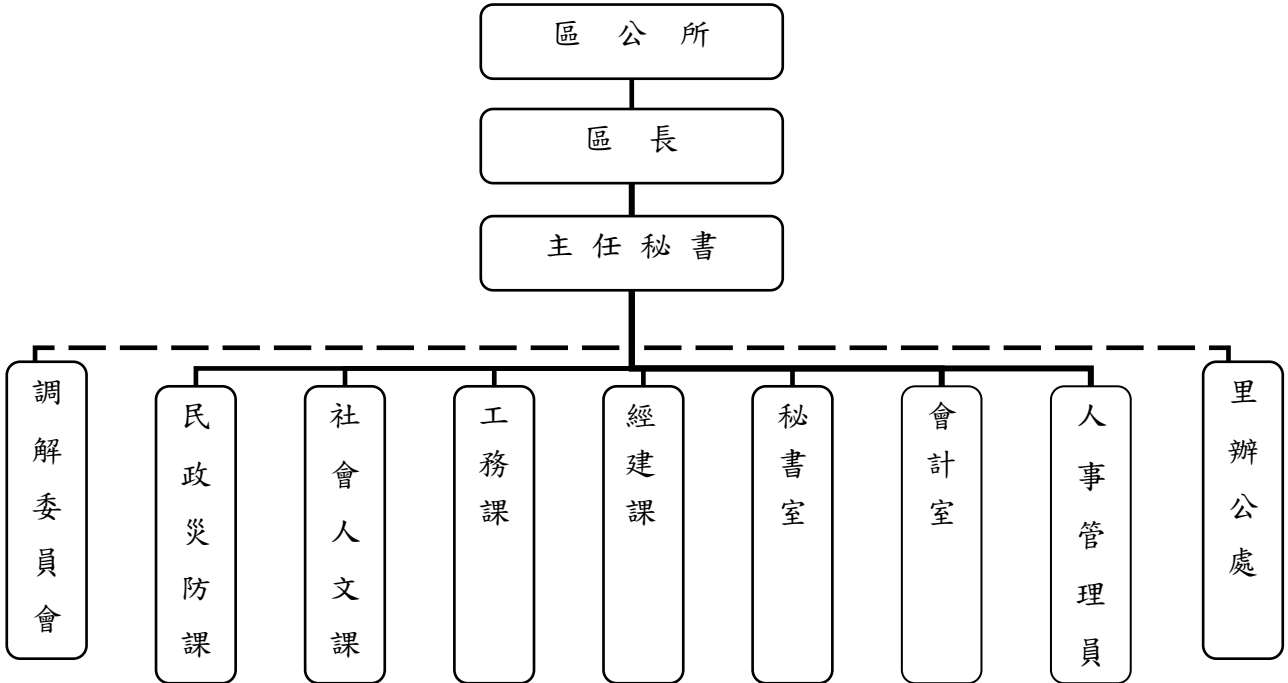 區公所
區長
主任秘書
調解委員會
民政災防課
社會人文課
工務課
經建課
秘書室
會計室
人事管理員
里辦公處